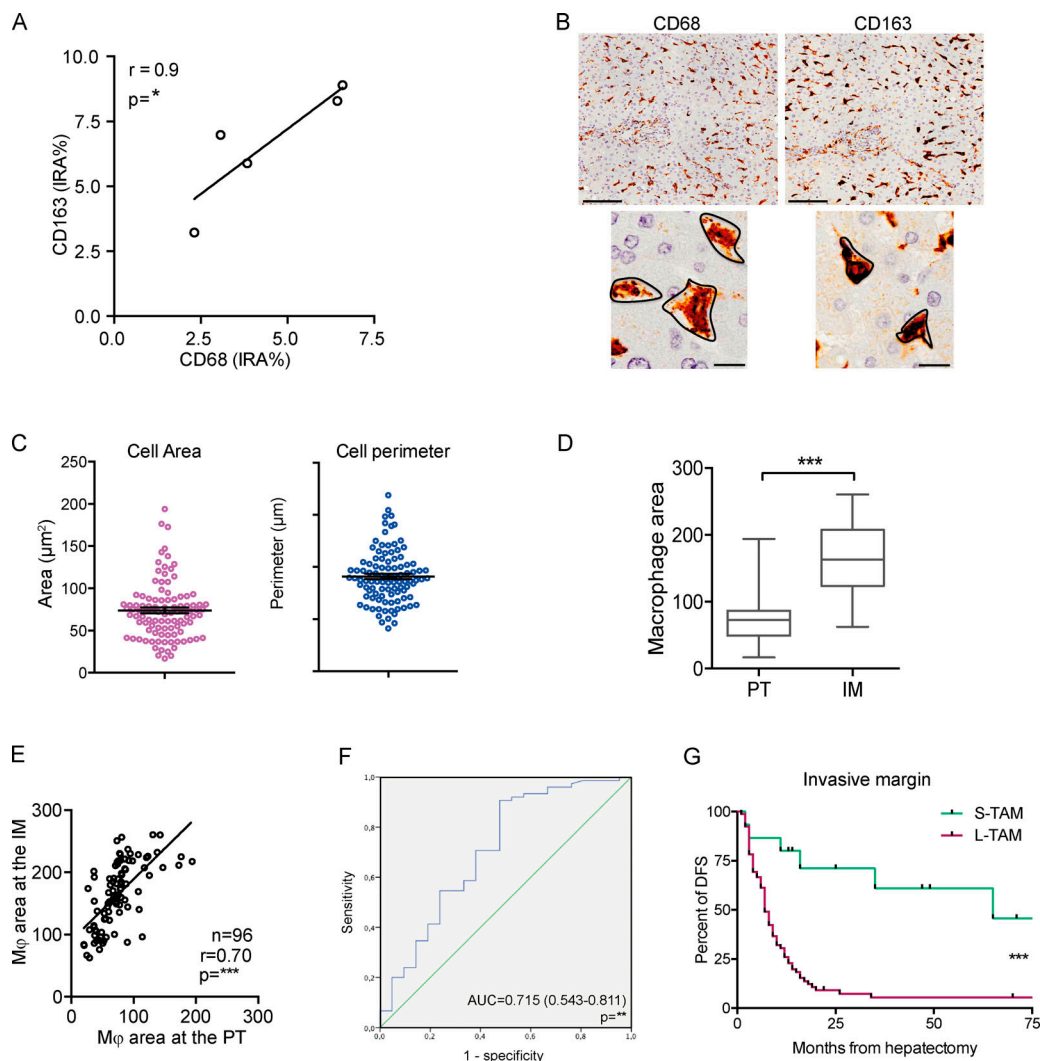 A
r = 0.9
p=*
10.0
7.5
5.0
2.5
0.0
CD163 (IRA%)
0.0 2.5 5.0 7.5
CD68 (IRA%)
B
CD68 CD163
C
Cell Area
250
200
150
100
50
0
Area (µm²)
Cell perimeter
Perimeter (µm)
D
***
300
200
100
0
Macrophage area
PT IM
E
300
200
100
0
Mφ area at the IM
n=96
r=0.70
p=***
0 100 200 300
Mφ area at the PT
F
1,0
0,8
0,6
0,4
0,2
0,0
Sensitivity
AUC=0.715 (0.543-0.811)
p=**
0,0 0,2 0,4 0,6 0,8 1,0
1 - specificity
G
Invasive margin
S-TAM
L-TAM
100
75
50
25
0
Percent of DFS
***
0 25 50 75
Months from hepatectomy